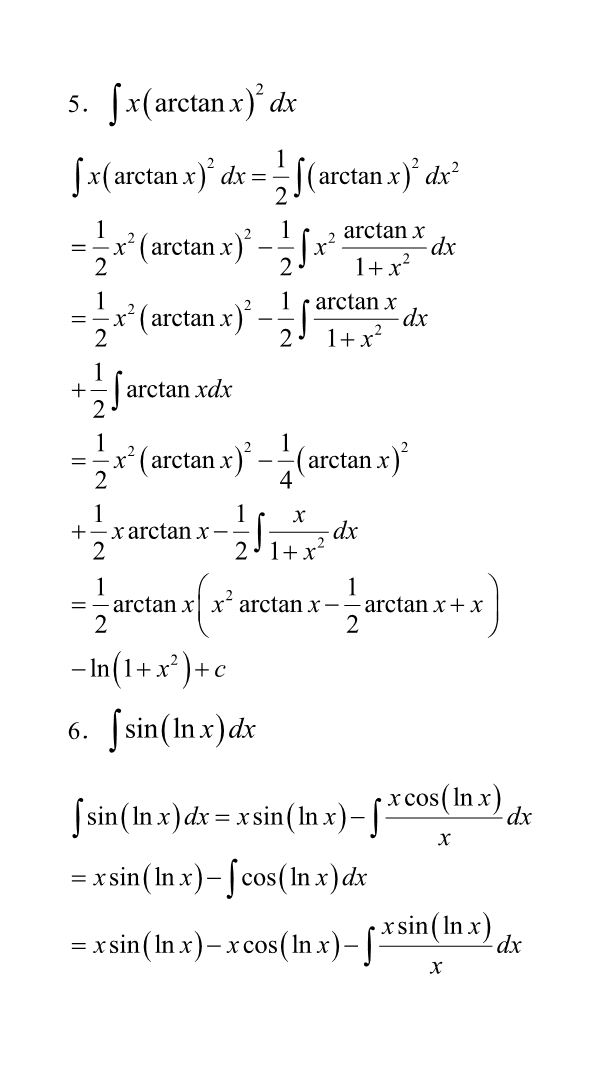 5. ∫x(arctan x)² dx
∫x(arctan x)² dx = 1/2 ∫(arctan x)² dx²
= 1/2 x²(arctan x)² − 1/2 ∫x² arctan x/(1+x²) dx
= 1/2 x²(arctan x)² − 1/2 ∫ arctan x/(1+x²) dx
+ 1/2 ∫arctan xdx
= 1/2 x²(arctan x)² − 1/4 (arctan x)²
+ 1/2 x arctan x − 1/2 ∫ x/(1+x²) dx
= 1/2 arctan x(x² arctan x − 1/2 arctan x + x)
− ln(1+x²) + c
6. ∫sin(ln x)dx
∫sin(ln x)dx = x sin(ln x) − ∫ x cos(ln x)/x dx
= x sin(ln x) − ∫cos(ln x)dx
= x sin(ln x) − x cos(ln x) − ∫ x sin(ln x)/x dx